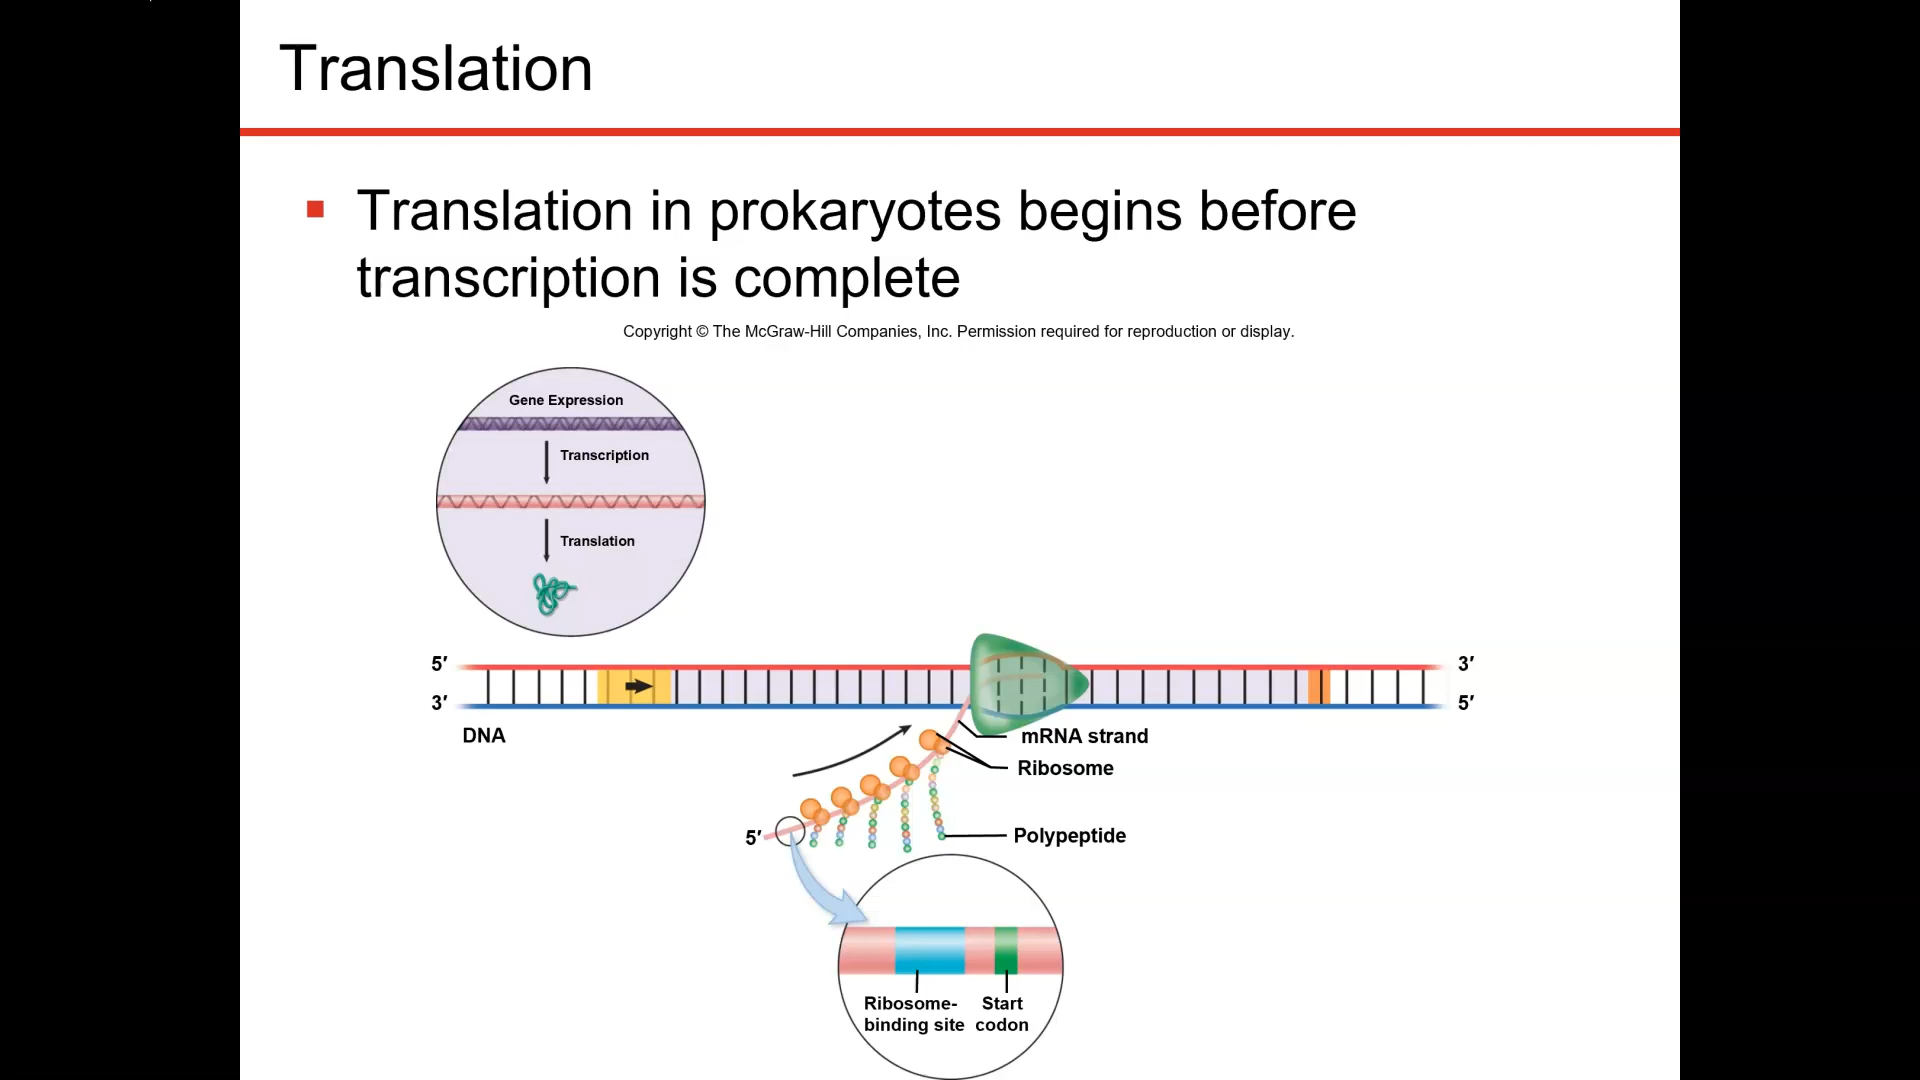 Translation
Translation in prokaryotes begins before
transcription is complete
Copyright © The McGraw-Hill Companies, Inc. Permission required for reproduction or display.
Gene Expression
Transcription
Translation
5′ 3′
3′ 5′
DNA
mRNA strand
Ribosome
5′ Polypeptide
Ribosome-
binding site
Start
codon